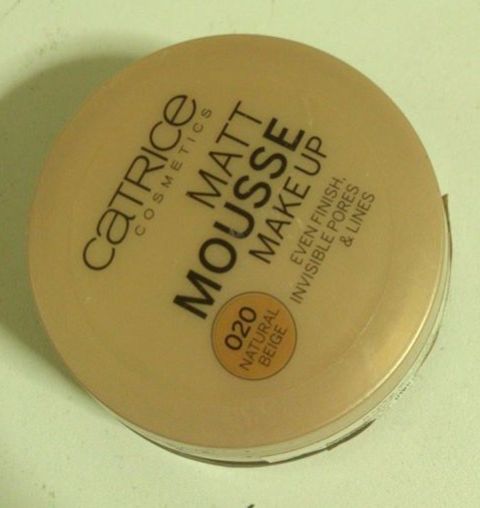 CATRICE
COSMETICS
MATT
MOUSSE
MAKE UP
EVEN FINISH,
INVISIBLE PORES
& LINES
020
NATURAL
BEIGE